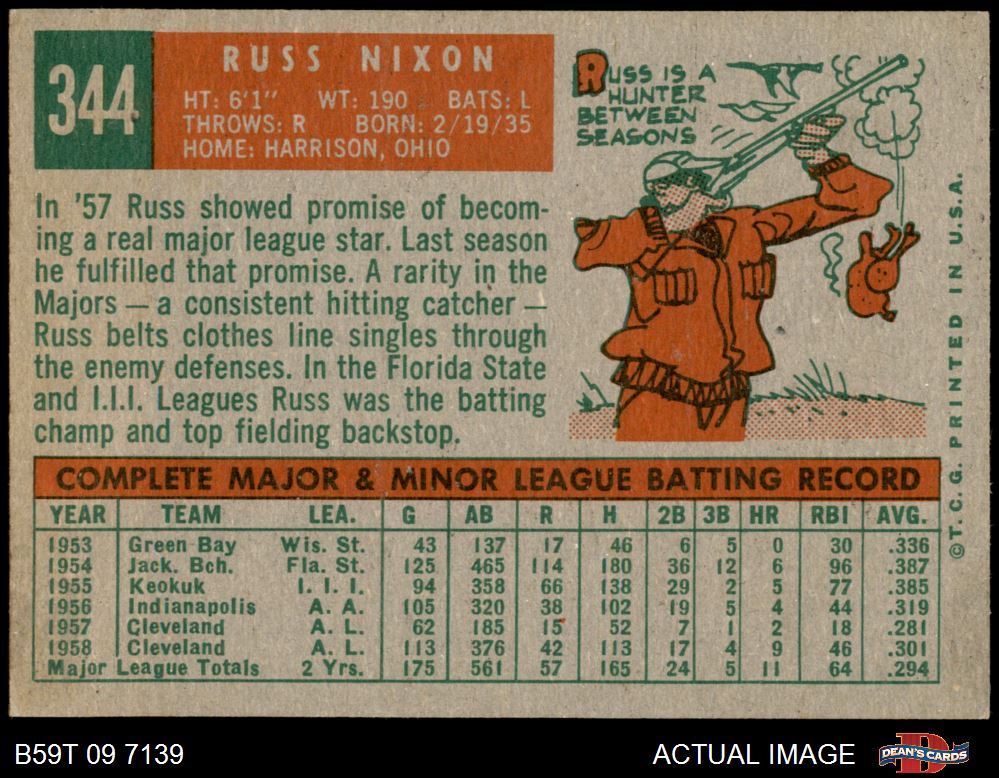 344
RUSS NIXON
HT: 6'1" WT: 190 BATS: L
THROWS: R BORN: 2/19/35
HOME: HARRISON, OHIO
RUSS IS A
HUNTER
BETWEEN
SEASONS
In '57 Russ showed promise of becom-
ing a real major league star. Last season
he fulfilled that promise. A rarity in the
Majors — a consistent hitting catcher —
Russ belts clothes line singles through
the enemy defenses. In the Florida State
and I.I.I. Leagues Russ was the batting
champ and top fielding backstop.
COMPLETE MAJOR & MINOR LEAGUE BATTING RECORD
YEAR TEAM LEA. G AB R H 2B 3B HR RBI AVG.
1953 Green Bay Wis. St. 43 137 17 46 6 5 0 30 .336
1954 Jack. Bch. Fla. St. 125 465 114 180 36 12 6 96 .387
1955 Keokuk I. I. I. 94 358 66 138 29 2 5 77 .385
1956 Indianapolis A. A. 105 320 38 102 19 5 4 44 .319
1957 Cleveland A. L. 62 185 15 52 7 1 2 18 .281
1958 Cleveland A. L. 113 376 42 113 17 4 9 46 .301
Major League Totals 2 Yrs. 175 561 57 165 24 5 11 64 .294
© T. C. G. PRINTED IN U.S.A.
B59T 09 7139
ACTUAL IMAGE
D
DEAN'S CARDS